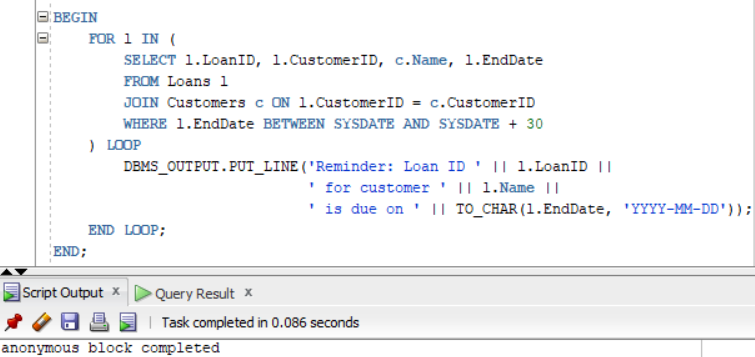 BEGIN
FOR l IN (
SELECT l.LoanID, l.CustomerID, c.Name, l.EndDate
FROM Loans l
JOIN Customers c ON l.CustomerID = c.CustomerID
WHERE l.EndDate BETWEEN SYSDATE AND SYSDATE + 30
) LOOP
DBMS_OUTPUT.PUT_LINE('Reminder: Loan ID ' || l.LoanID ||
' for customer ' || l.Name ||
' is due on ' || TO_CHAR(l.EndDate, 'YYYY-MM-DD'));
END LOOP;
END;
Script Output x Query Result x
Task completed in 0.086 seconds
anonymous block completed